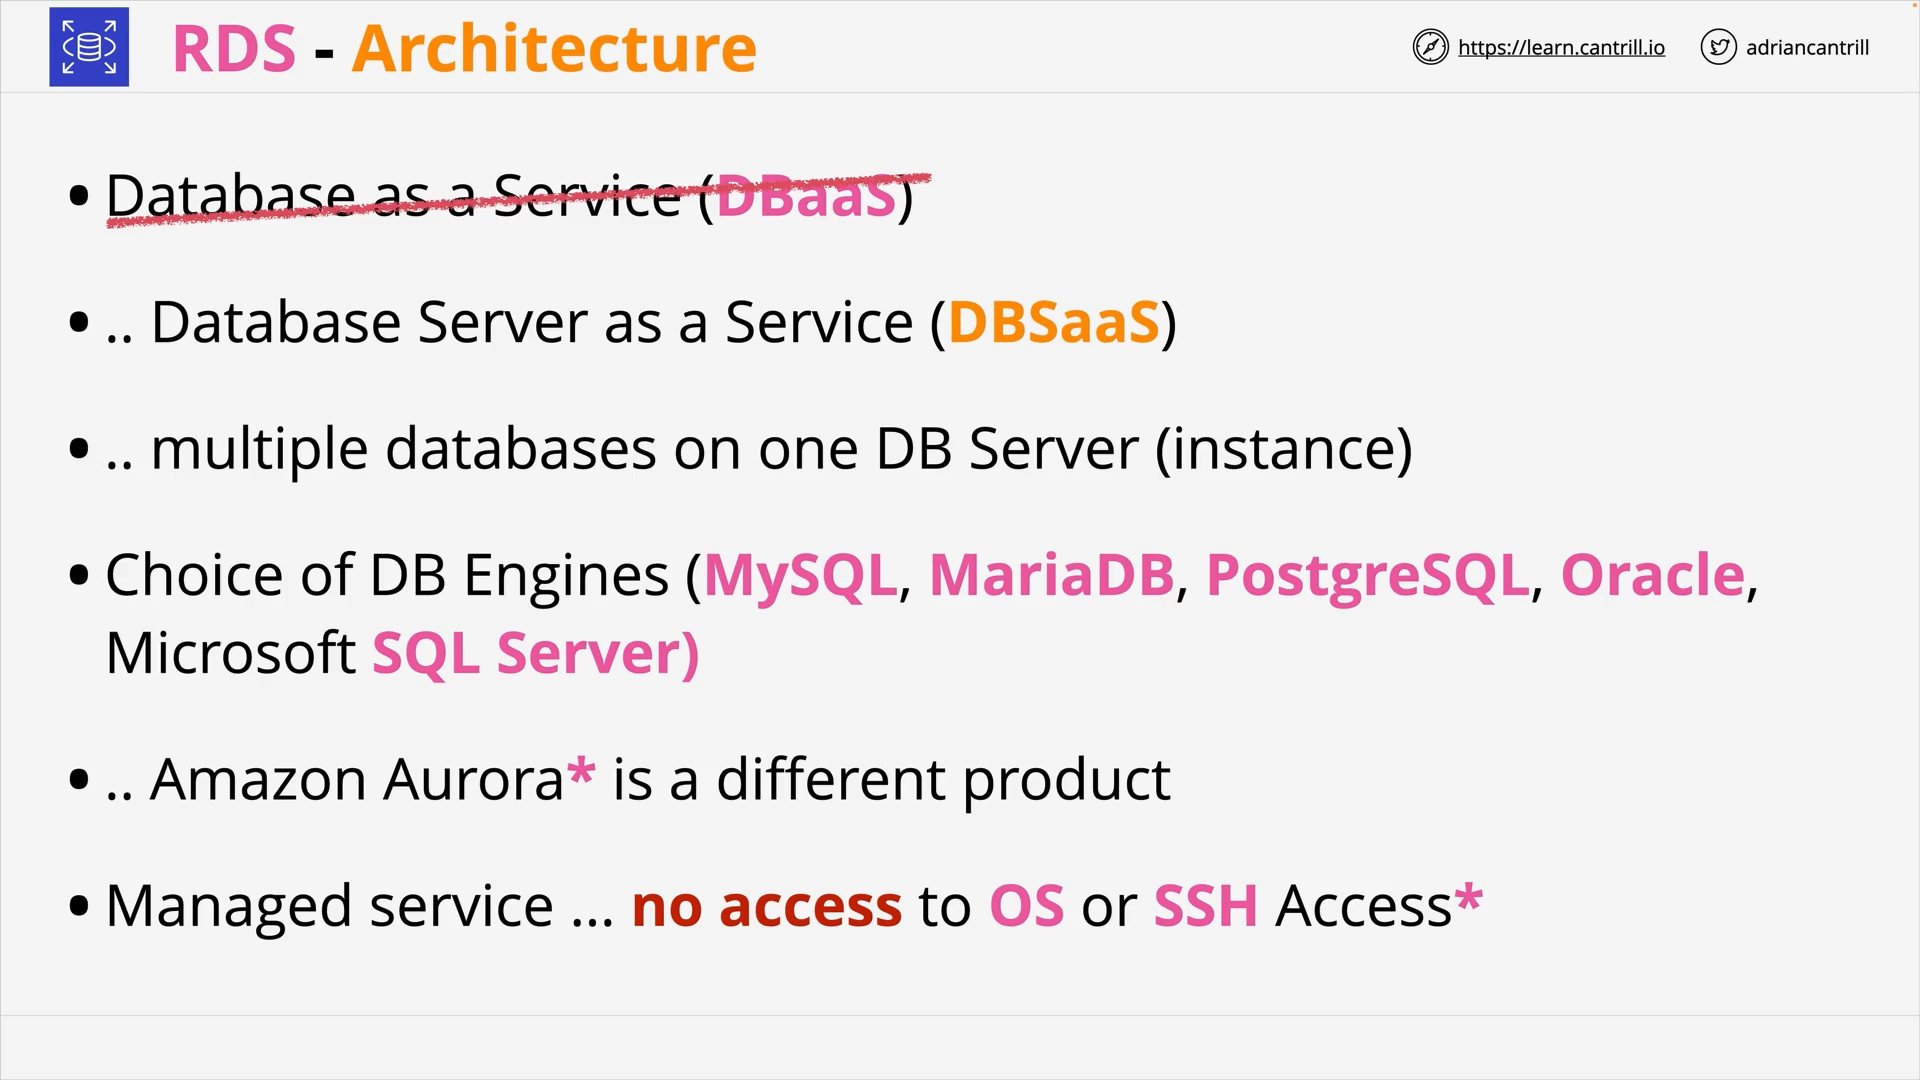 RDS - Architecture
https://learn.cantrill.io
adriancantrill
• Database as a Service (DBaaS)
• .. Database Server as a Service (DBSaaS)
• .. multiple databases on one DB Server (instance)
• Choice of DB Engines (MySQL, MariaDB, PostgreSQL, Oracle,
Microsoft SQL Server)
• .. Amazon Aurora* is a different product
• Managed service ... no access to OS or SSH Access*